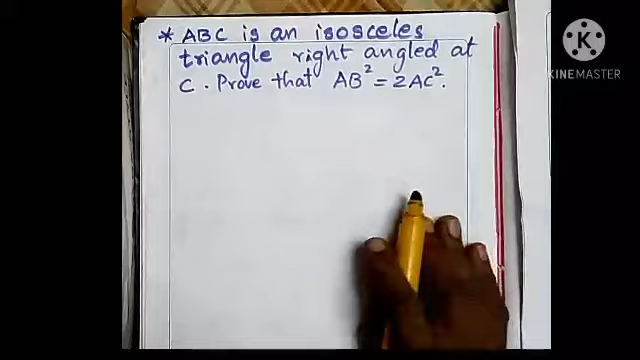 * ABC is an isosceles
triangle right angled at
C. Prove that AB² = 2AC².
K
KINEMASTER